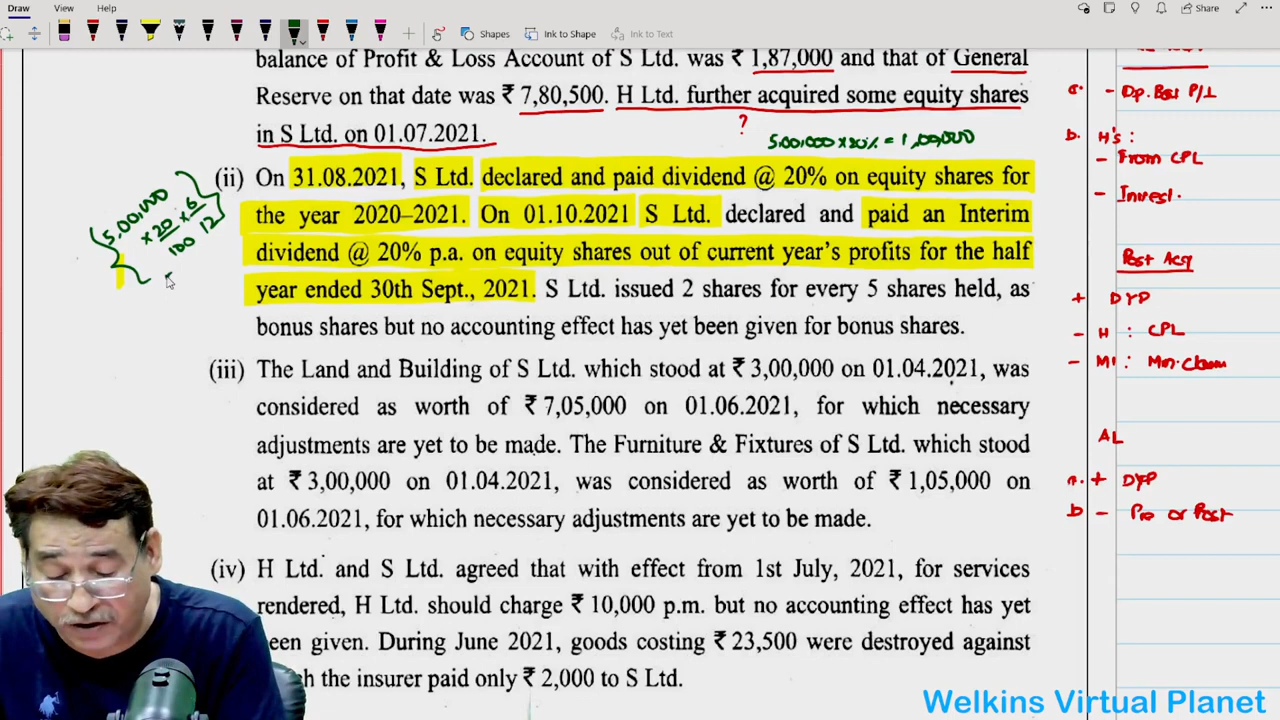 Draw View Help
Share
Shapes Ink to Shape Ink to Text
balance of Profit & Loss Account of S Ltd. was ₹ 1,87,000 and that of General
Reserve on that date was ₹ 7,80,500. H Ltd. further acquired some equity shares
in S Ltd. on 01.07.2021.
?
5,00,000 x 20% = 1,00,000
(ii) On 31.08.2021, S Ltd. declared and paid dividend @ 20% on equity shares for
the year 2020–2021. On 01.10.2021 S Ltd. declared and paid an Interim
dividend @ 20% p.a. on equity shares out of current year's profits for the half
year ended 30th Sept., 2021. S Ltd. issued 2 shares for every 5 shares held, as
bonus shares but no accounting effect has yet been given for bonus shares.
5,00,000
x 20 x 6
100 12
(iii) The Land and Building of S Ltd. which stood at ₹ 3,00,000 on 01.04.2021, was
considered as worth of ₹ 7,05,000 on 01.06.2021, for which necessary
adjustments are yet to be made. The Furniture & Fixtures of S Ltd. which stood
at ₹ 3,00,000 on 01.04.2021, was considered as worth of ₹ 1,05,000 on
01.06.2021, for which necessary adjustments are yet to be made.
(iv) H Ltd. and S Ltd. agreed that with effect from 1st July, 2021, for services
rendered, H Ltd. should charge ₹ 10,000 p.m. but no accounting effect has yet
been given. During June 2021, goods costing ₹ 23,500 were destroyed against
the insurer paid only ₹ 2,000 to S Ltd.
- Dp. P/L
b. H's :
- From CPL
- Invest.
Post Acq
+ DYD
- H : CPL
- MI : Min. Claim
AL
a. + DYP
b - Pre or Post
Welkins Virtual Planet